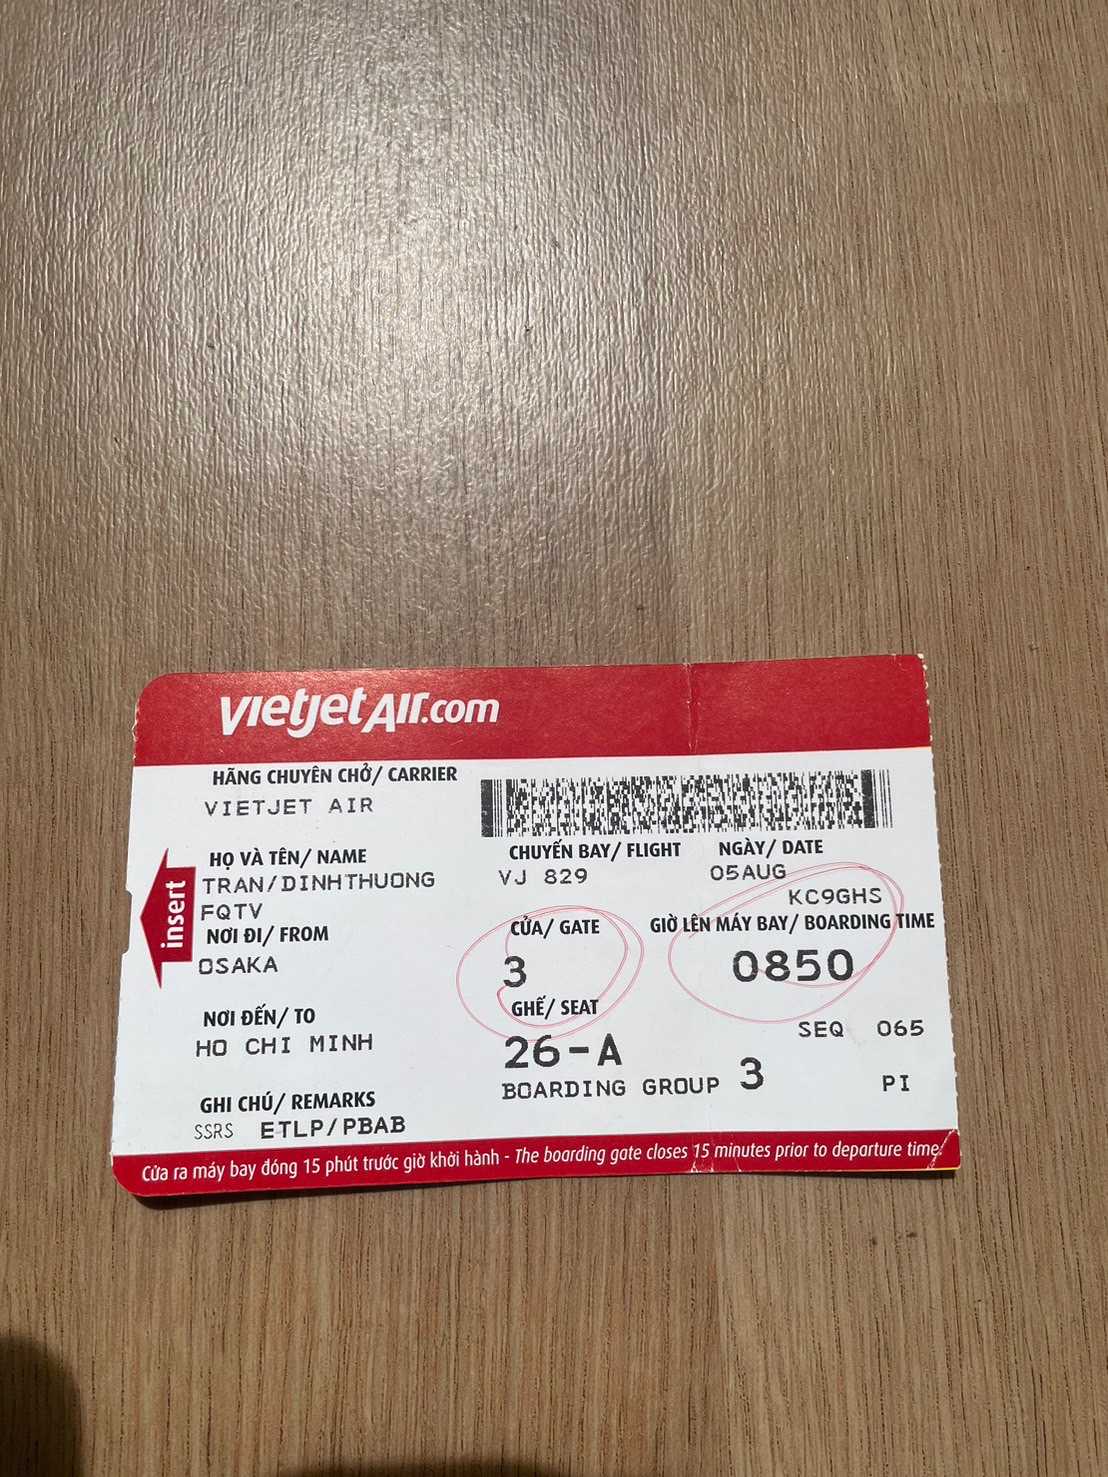 vietjetAir.com
HÃNG CHUYÊN CHỞ/ CARRIER
VIETJET AIR
HỌ VÀ TÊN/ NAME
TRAN/DINHTHUONG
FQTV
NƠI ĐI/ FROM
OSAKA
NƠI ĐẾN/ TO
HO CHI MINH
GHI CHÚ/ REMARKS
SSRS ETLP/PBAB
insert
CHUYẾN BAY/ FLIGHT
VJ 829
NGÀY/ DATE
05AUG
KC9GHS
CỬA/ GATE
3
GIỜ LÊN MÁY BAY/ BOARDING TIME
0850
GHẾ/ SEAT
26-A
SEQ 065
BOARDING GROUP 3
PI
Cửa ra máy bay đóng 15 phút trước giờ khởi hành - The boarding gate closes 15 minutes prior to departure time.